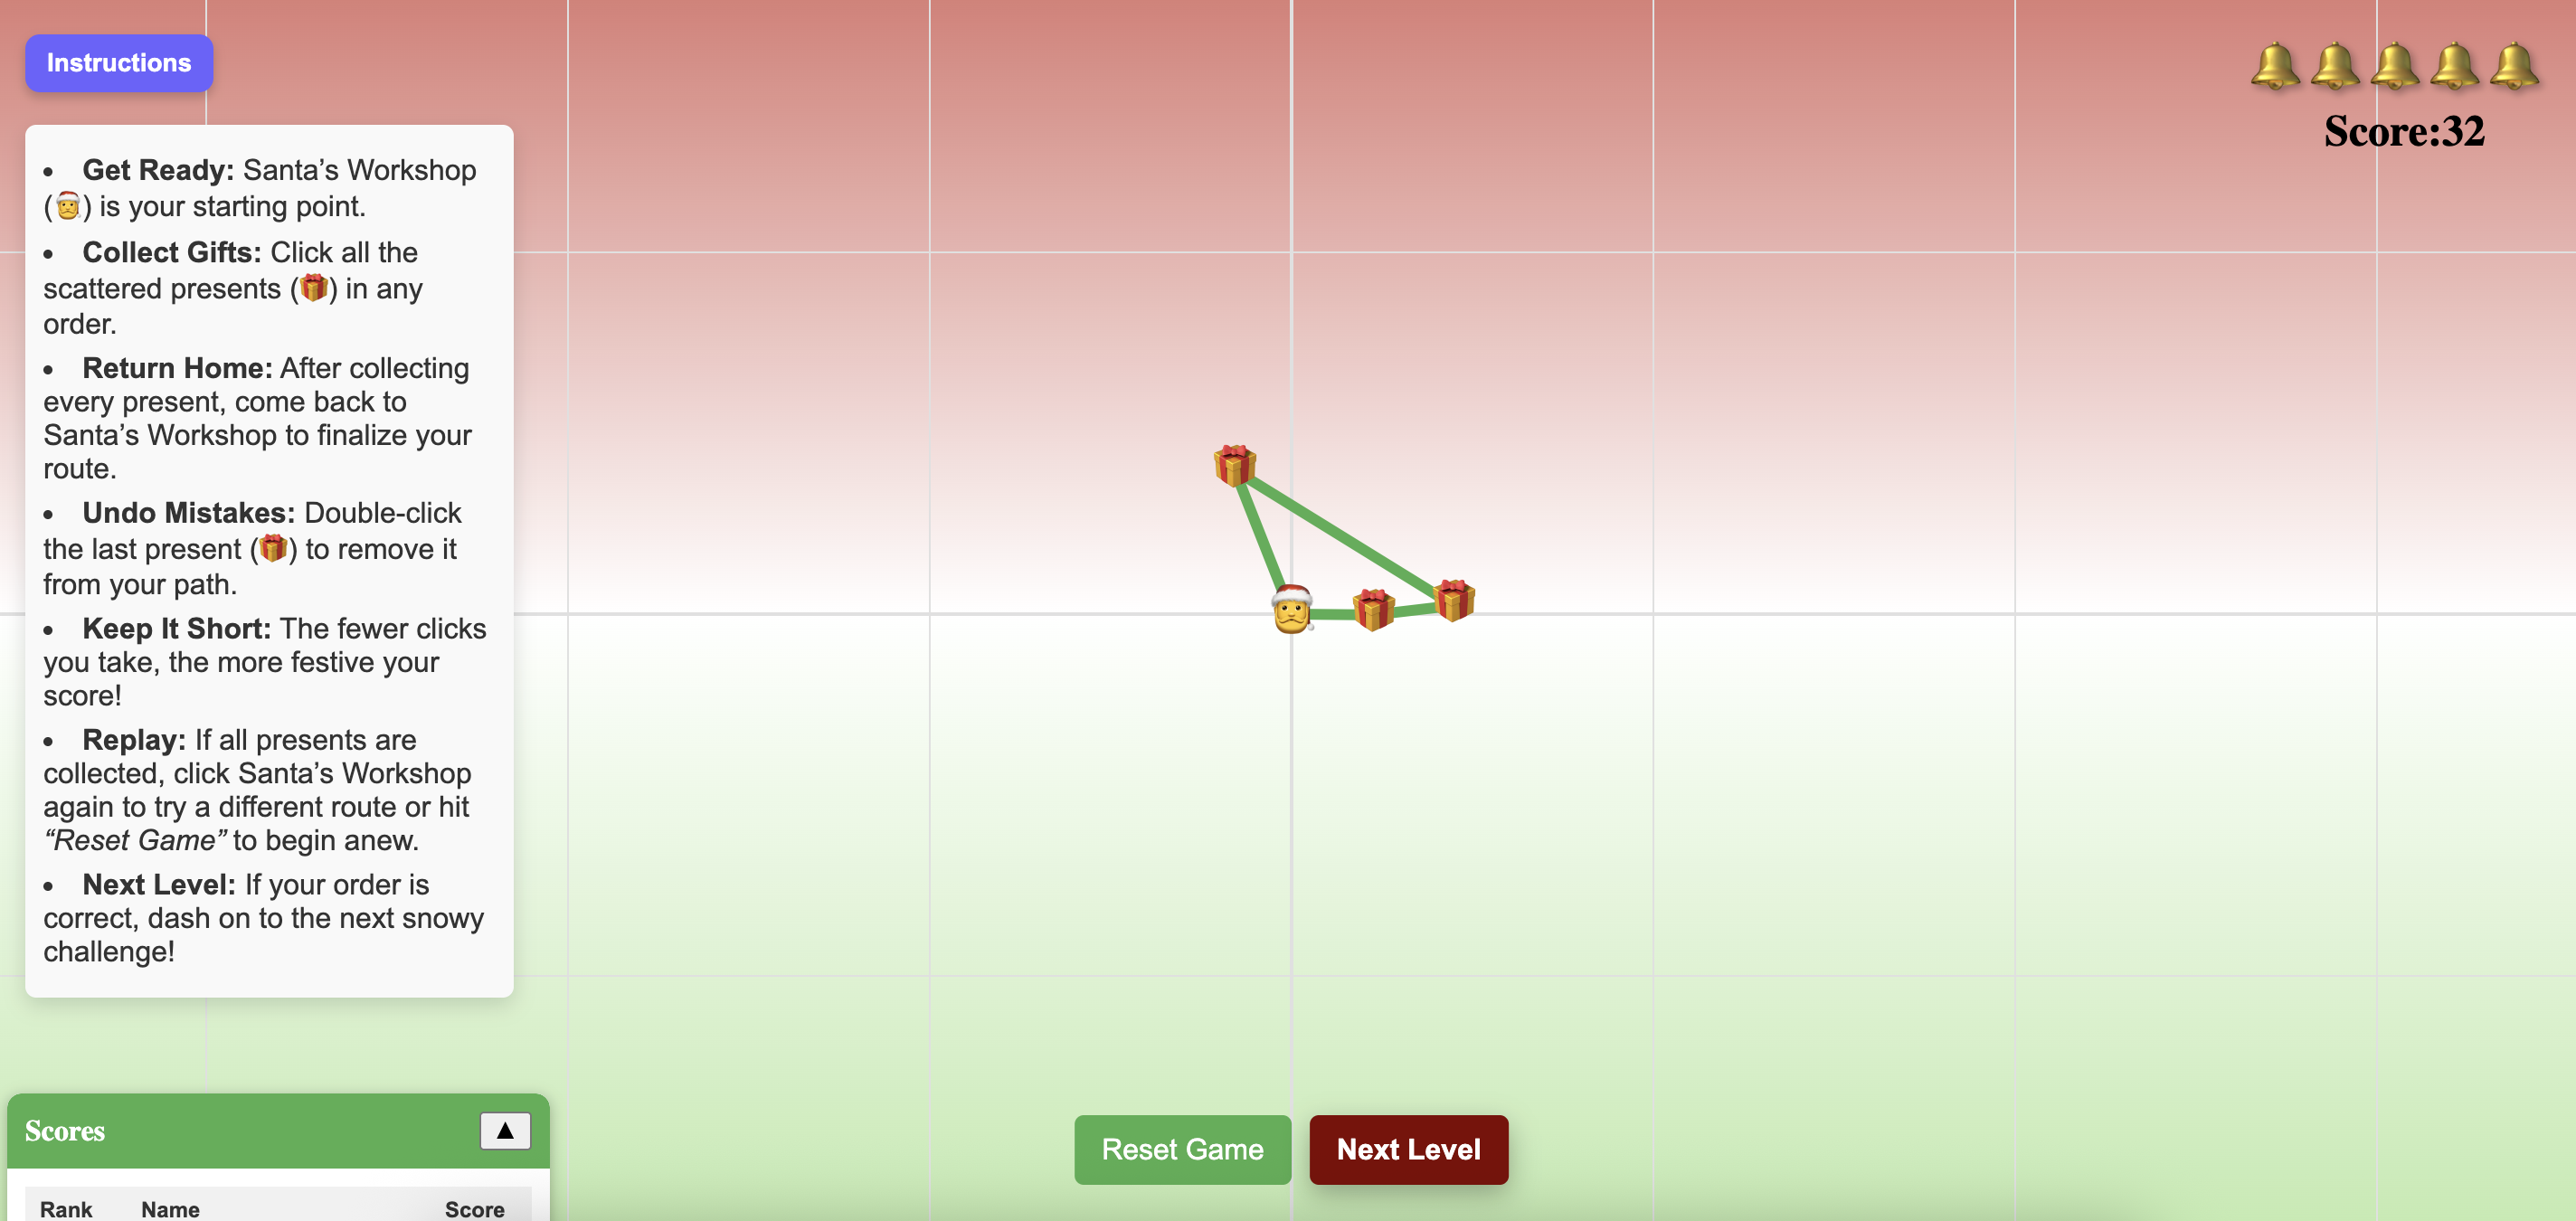 Instructions
Score:32
• Get Ready: Santa’s Workshop
(🎅) is your starting point.
• Collect Gifts: Click all the
scattered presents (🎁) in any
order.
• Return Home: After collecting
every present, come back to
Santa’s Workshop to finalize your
route.
• Undo Mistakes: Double-click
the last present (🎁) to remove it
from your path.
• Keep It Short: The fewer clicks
you take, the more festive your
score!
• Replay: If all presents are
collected, click Santa’s Workshop
again to try a different route or hit
“Reset Game” to begin anew.
• Next Level: If your order is
correct, dash on to the next snowy
challenge!
Scores ▲
Rank Name Score
Reset Game
Next Level